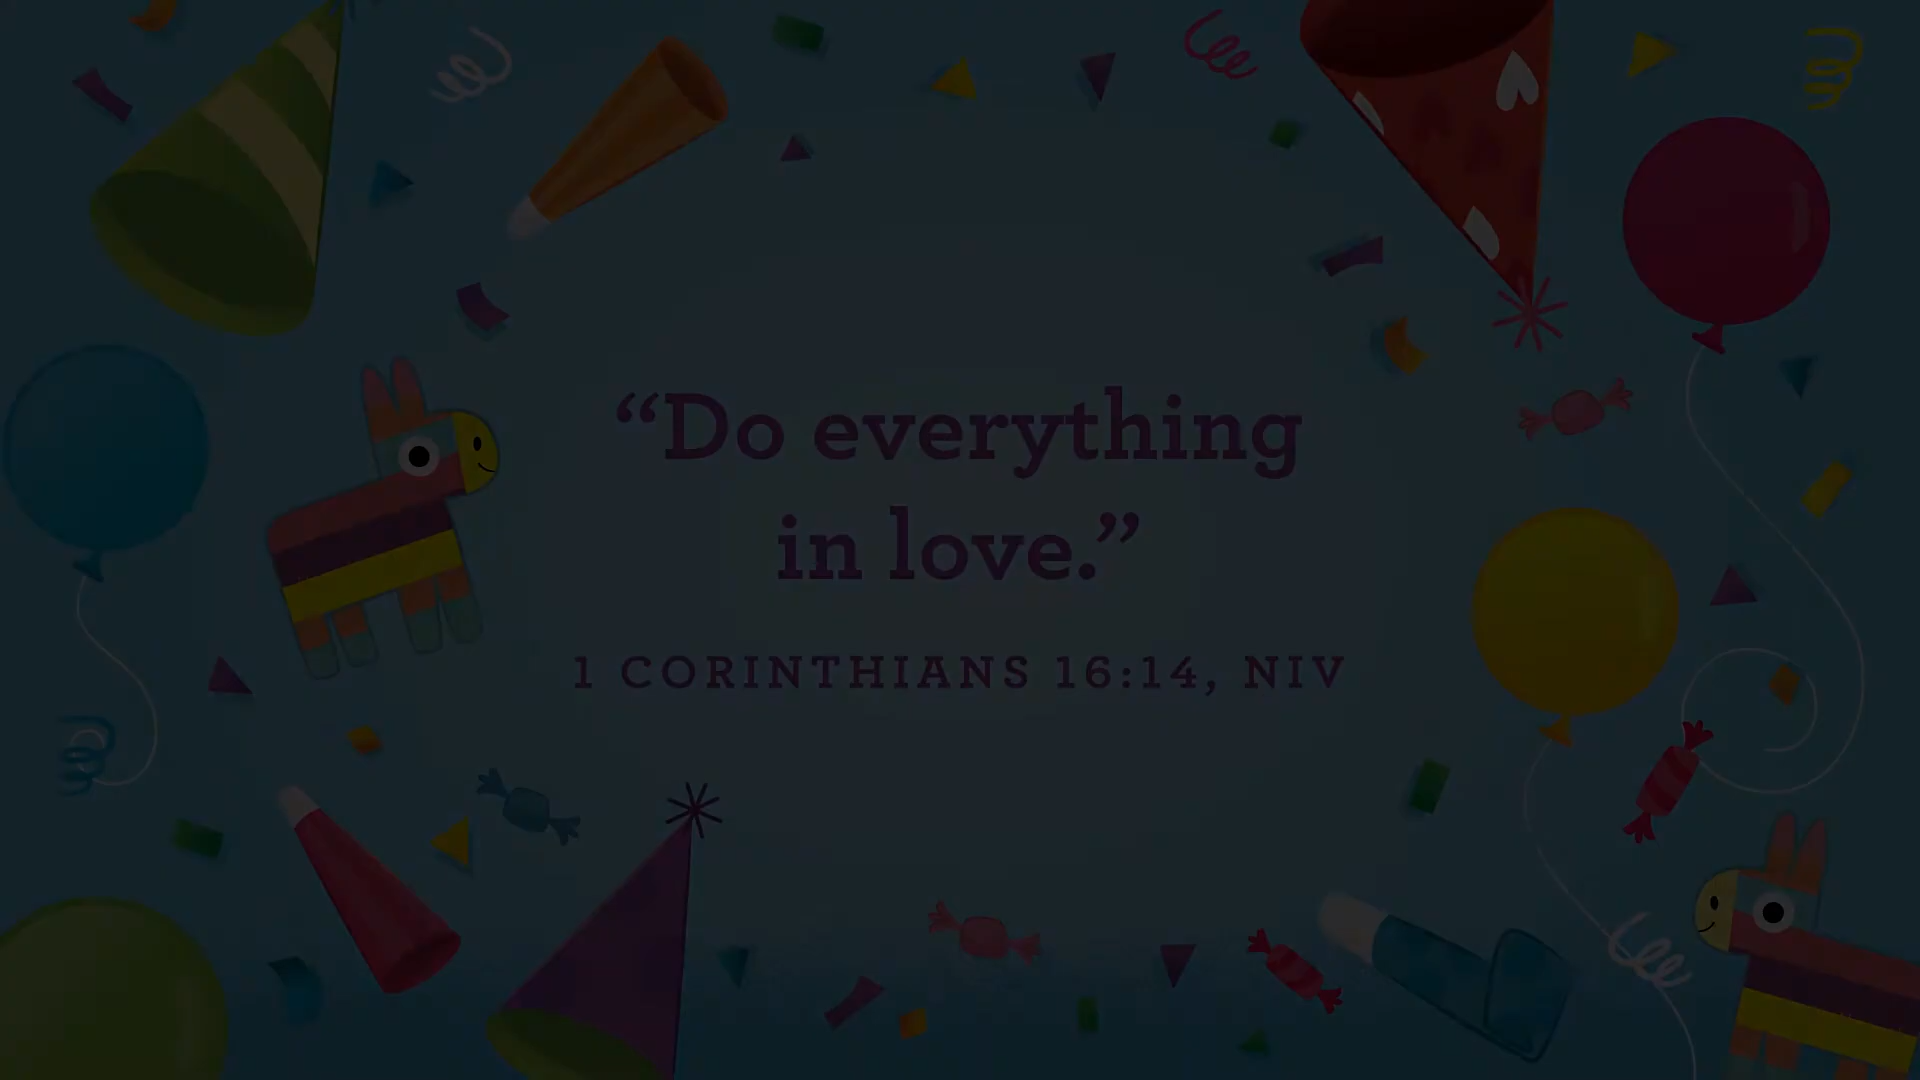 “Do everything
in love.”
1 CORINTHIANS 16:14, NIV